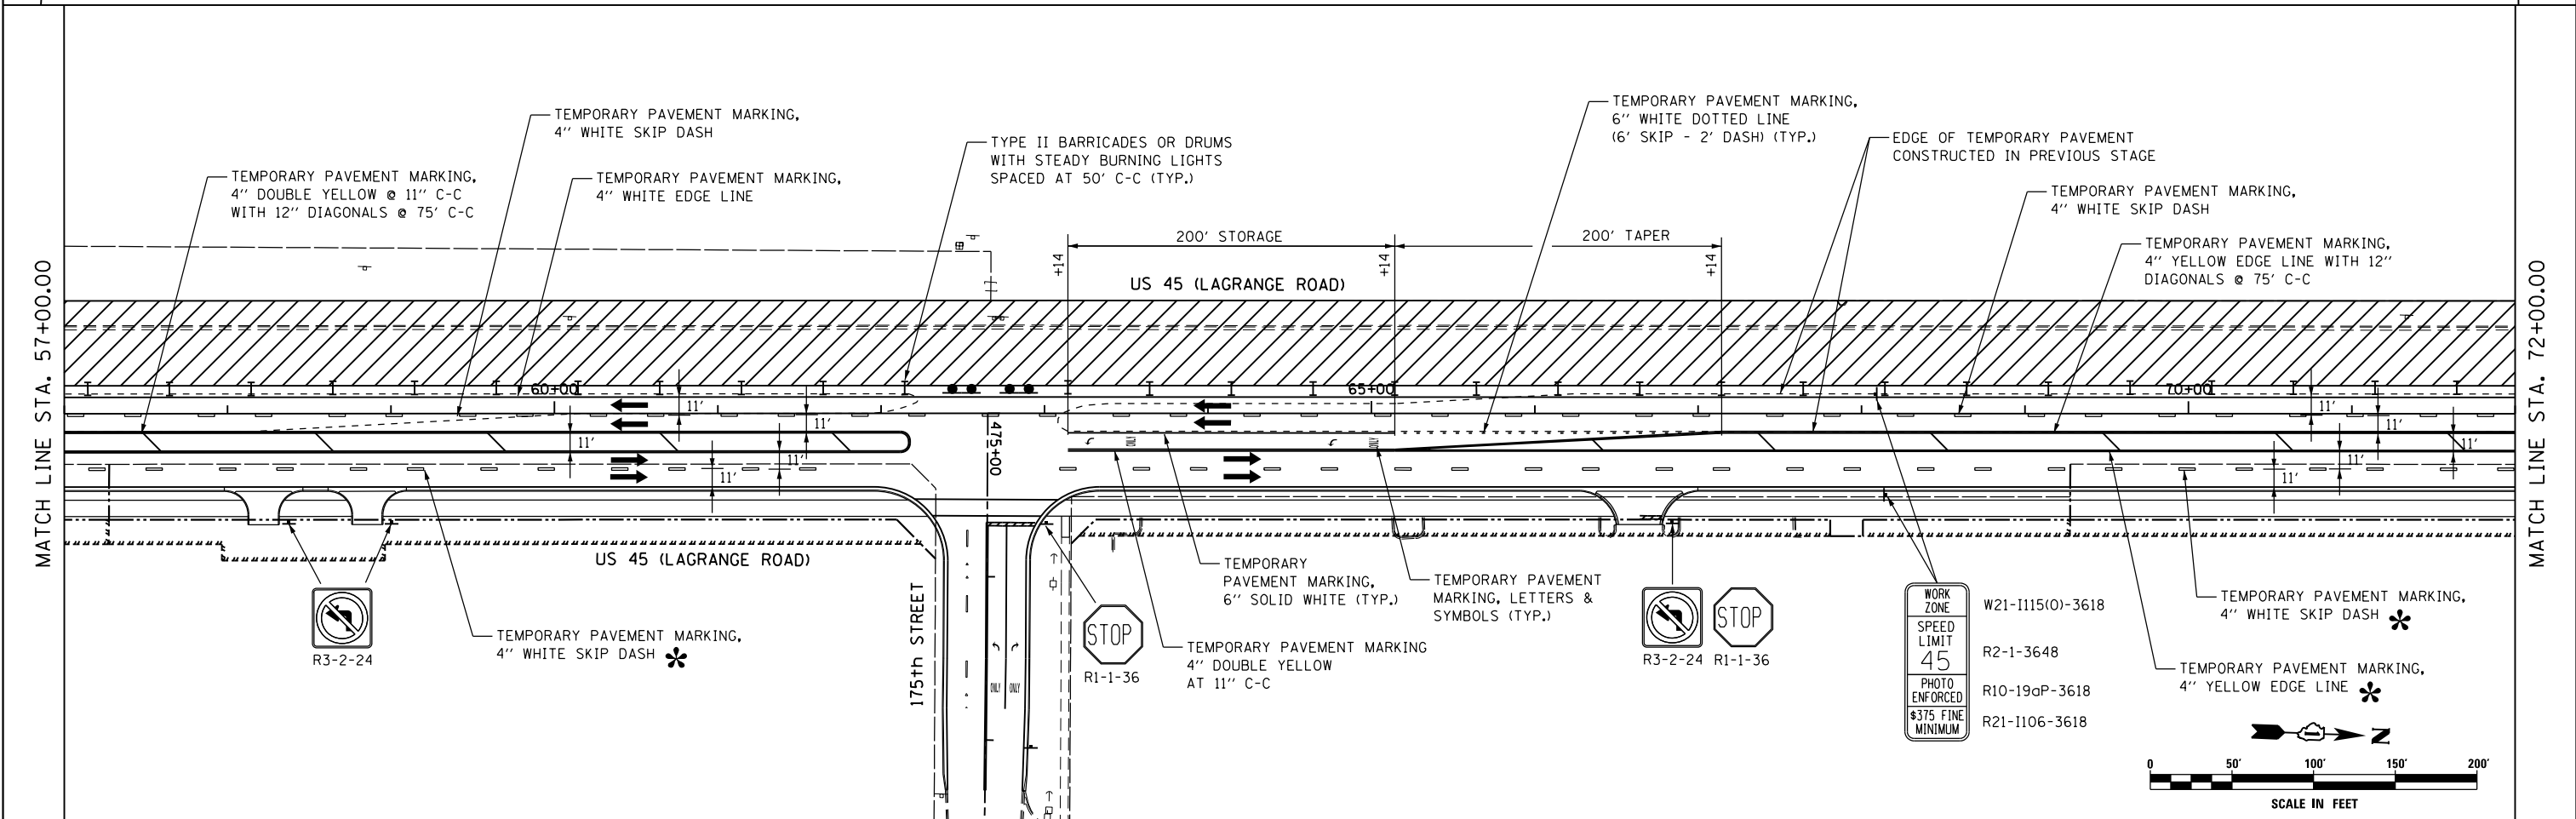 MATCH LINE STA. 57+00.00
TEMPORARY PAVEMENT MARKING,
4'' DOUBLE YELLOW @ 11'' C-C
WITH 12'' DIAGONALS @ 75' C-C
TEMPORARY PAVEMENT MARKING,
4'' WHITE SKIP DASH
TEMPORARY PAVEMENT MARKING,
4'' WHITE EDGE LINE
TYPE II BARRICADES OR DRUMS
WITH STEADY BURNING LIGHTS
SPACED AT 50' C-C (TYP.)
TEMPORARY PAVEMENT MARKING,
6'' WHITE DOTTED LINE
(6' SKIP - 2' DASH) (TYP.)
EDGE OF TEMPORARY PAVEMENT
CONSTRUCTED IN PREVIOUS STAGE
TEMPORARY PAVEMENT MARKING,
4'' WHITE SKIP DASH
TEMPORARY PAVEMENT MARKING,
4'' YELLOW EDGE LINE WITH 12''
DIAGONALS @ 75' C-C
200' STORAGE
200' TAPER
+14
+14
+14
US 45 (LAGRANGE ROAD)
60+00
65+00
70+00
11'
11'
11'
11'
11'
11'
11'
11'
11'
11'
475+00
US 45 (LAGRANGE ROAD)
175th STREET
ONLY
ONLY
R3-2-24
TEMPORARY PAVEMENT MARKING,
4'' WHITE SKIP DASH *
STOP
R1-1-36
TEMPORARY
PAVEMENT MARKING,
6'' SOLID WHITE (TYP.)
TEMPORARY PAVEMENT MARKING
4'' DOUBLE YELLOW
AT 11'' C-C
TEMPORARY PAVEMENT
MARKING, LETTERS &
SYMBOLS (TYP.)
STOP
R3-2-24 R1-1-36
WORK
ZONE
W21-I115(O)-3618
SPEED
LIMIT
45
R2-1-3648
PHOTO
ENFORCED
R10-19aP-3618
$375 FINE
MINIMUM
R21-I106-3618
TEMPORARY PAVEMENT MARKING,
4'' WHITE SKIP DASH *
TEMPORARY PAVEMENT MARKING,
4'' YELLOW EDGE LINE *
N
0 50' 100' 150' 200'
SCALE IN FEET
MATCH LINE STA. 72+00.00